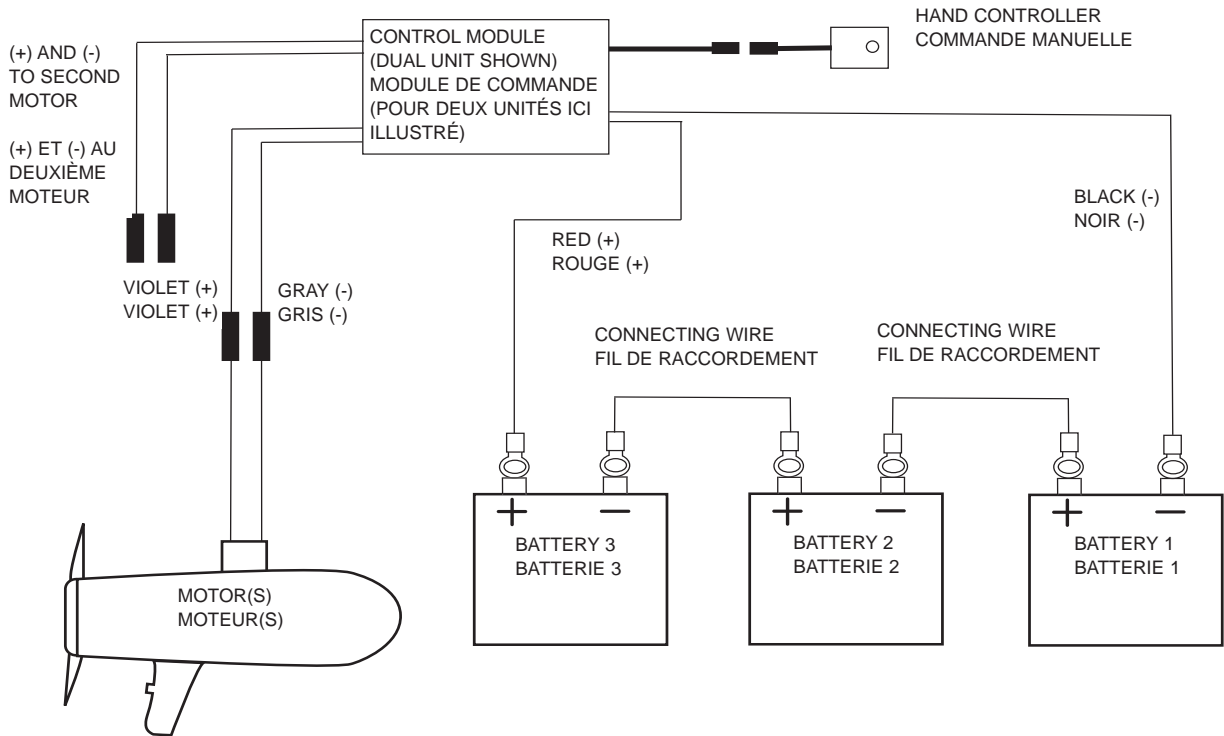 HAND CONTROLLER
COMMANDE MANUELLE
(+) AND (-)
TO SECOND
MOTOR
(+) ET (-) AU
DEUXIÈME
MOTEUR
CONTROL MODULE
(DUAL UNIT SHOWN)
MODULE DE COMMANDE
(POUR DEUX UNITÉS ICI
ILLUSTRÉ)
BLACK (-)
NOIR (-)
RED (+)
ROUGE (+)
VIOLET (+)
VIOLET (+)
GRAY (-)
GRIS (-)
CONNECTING WIRE
FIL DE RACCORDEMENT
CONNECTING WIRE
FIL DE RACCORDEMENT
+ −
BATTERY 3
BATTERIE 3
+ −
BATTERY 2
BATTERIE 2
+ −
BATTERY 1
BATTERIE 1
MOTOR(S)
MOTEUR(S)